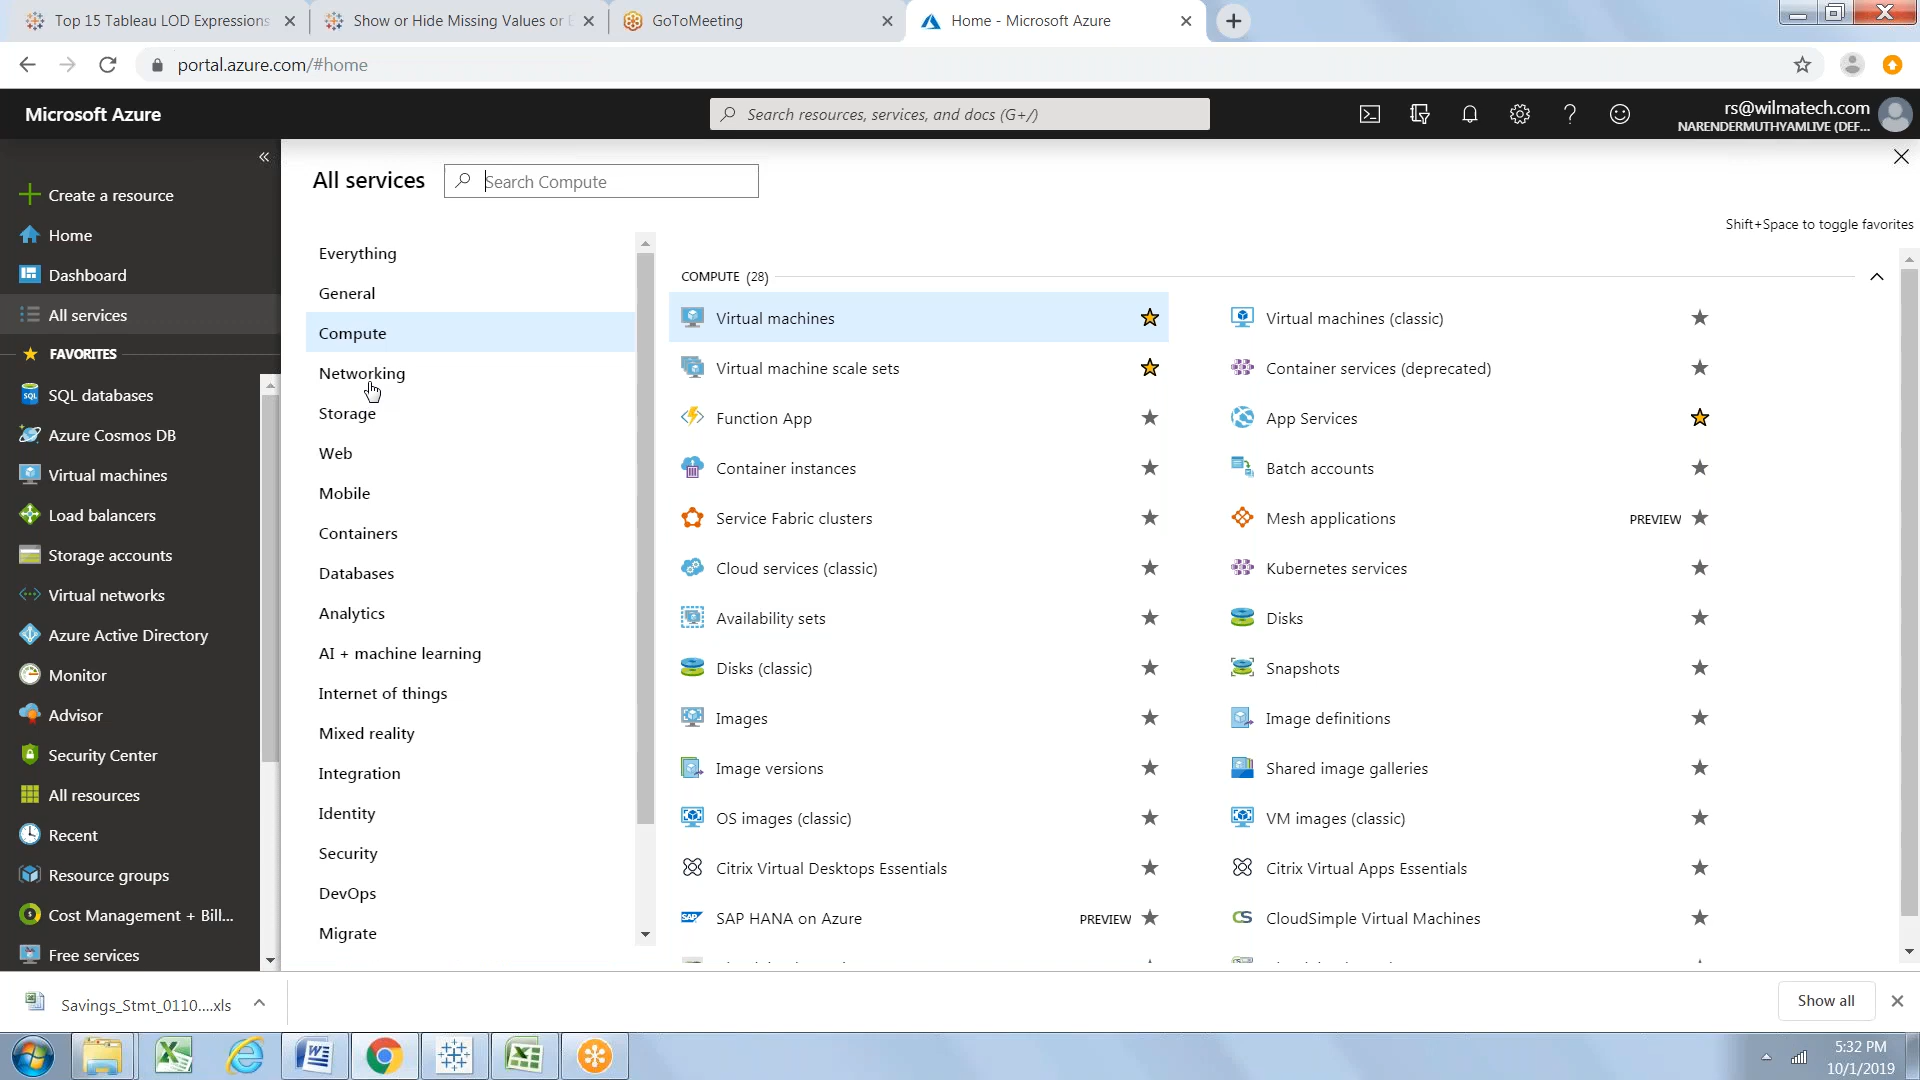 Top 15 Tableau LOD Expressions
Show or Hide Missing Values or E
GoToMeeting
Home - Microsoft Azure
portal.azure.com/#home
Microsoft Azure
Search resources, services, and docs (G+/)
rs@wilmatech.com
NARENDERMUTHYAMLIVE (DEF...
Create a resource
Home
Dashboard
All services
FAVORITES
SQL databases
Azure Cosmos DB
Virtual machines
Load balancers
Storage accounts
Virtual networks
Azure Active Directory
Monitor
Advisor
Security Center
All resources
Recent
Resource groups
Cost Management + Bill...
Free services
All services
Search Compute
Shift+Space to toggle favorites
Everything
General
Compute
Networking
Storage
Web
Mobile
Containers
Databases
Analytics
AI + machine learning
Internet of things
Mixed reality
Integration
Identity
Security
DevOps
Migrate
COMPUTE (28)
Virtual machines
Virtual machines (classic)
Virtual machine scale sets
Container services (deprecated)
Function App
App Services
Container instances
Batch accounts
Service Fabric clusters
Mesh applications PREVIEW
Cloud services (classic)
Kubernetes services
Availability sets
Disks
Disks (classic)
Snapshots
Images
Image definitions
Image versions
Shared image galleries
OS images (classic)
VM images (classic)
Citrix Virtual Desktops Essentials
Citrix Virtual Apps Essentials
SAP SAP HANA on Azure PREVIEW
CS CloudSimple Virtual Machines
Savings_Stmt_0110....xls
Show all
5:32 PM
10/1/2019